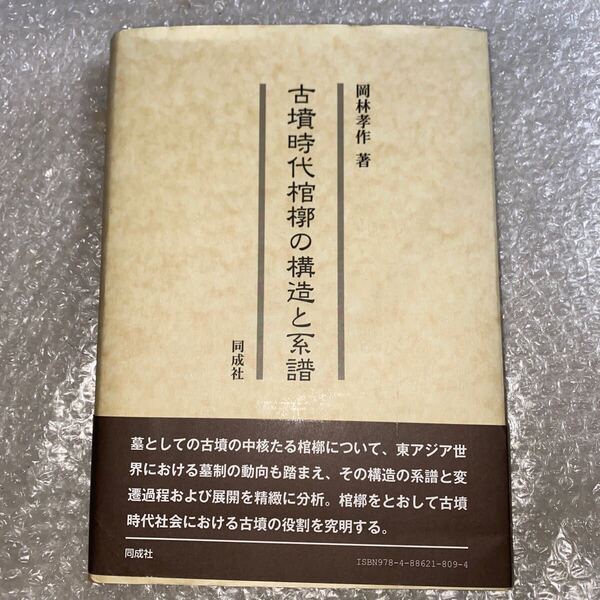 岡林孝作 著
古墳時代棺槨の構造と系譜
同成社
墓としての古墳の中核たる棺槨について、東アジア世
界における墓制の動向も踏まえ、その構造の系譜と変
遷過程および展開を精緻に分析。棺槨をとおして古墳
時代社会における古墳の役割を究明する。
同成社
ISBN978-4-88621-809-4